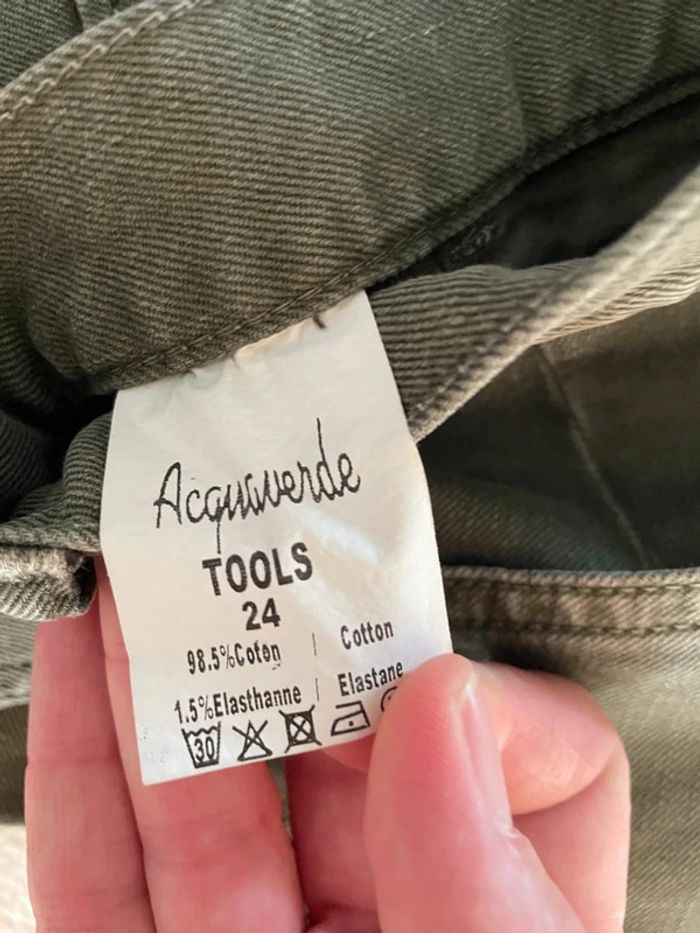 Acquaverde
TOOLS
24
98.5%Coton | Cotton
1.5%Elasthanne | Elastane
30